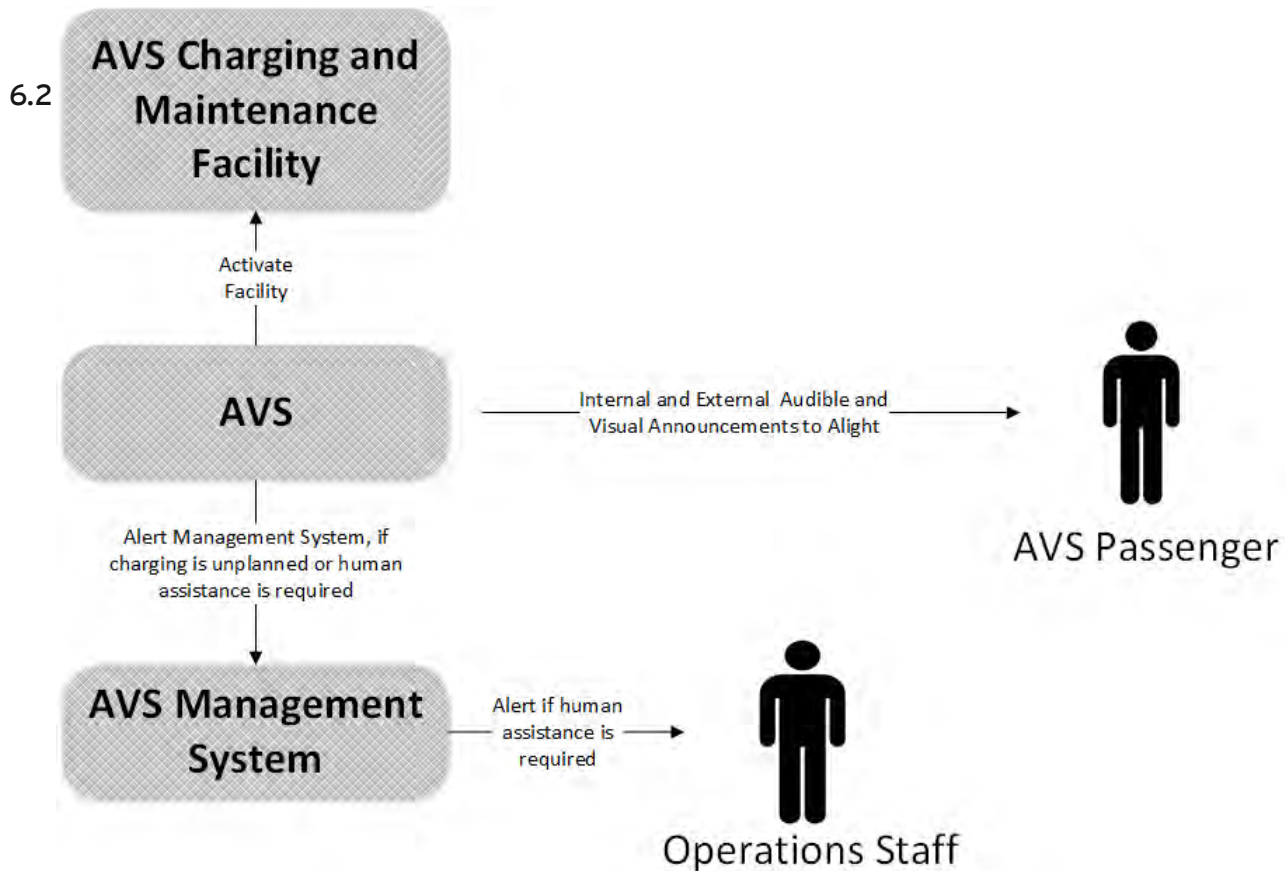 6.2
AVS Charging and
Maintenance
Facility
Activate
Facility
AVS
Internal and External Audible and
Visual Announcements to Alight
AVS Passenger
Alert Management System, if
charging is unplanned or human
assistance is required
AVS Management
System
Alert if human
assistance is
required
Operations Staff